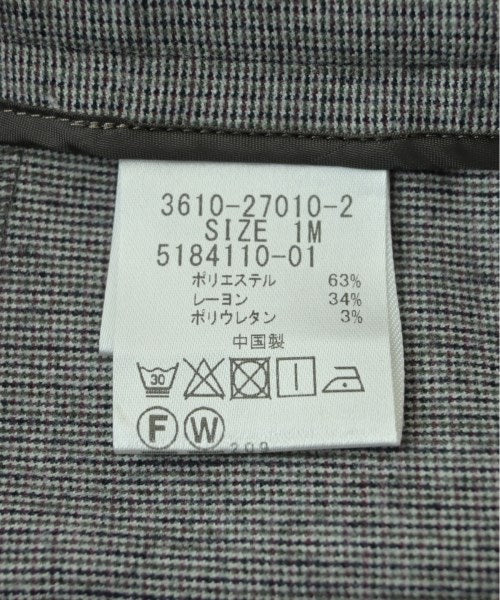 3610-27010-2
SIZE 1M
5184110-01
ポリエステル 63%
レーヨン 34%
ポリウレタン 3%
中国製
30
F W
209